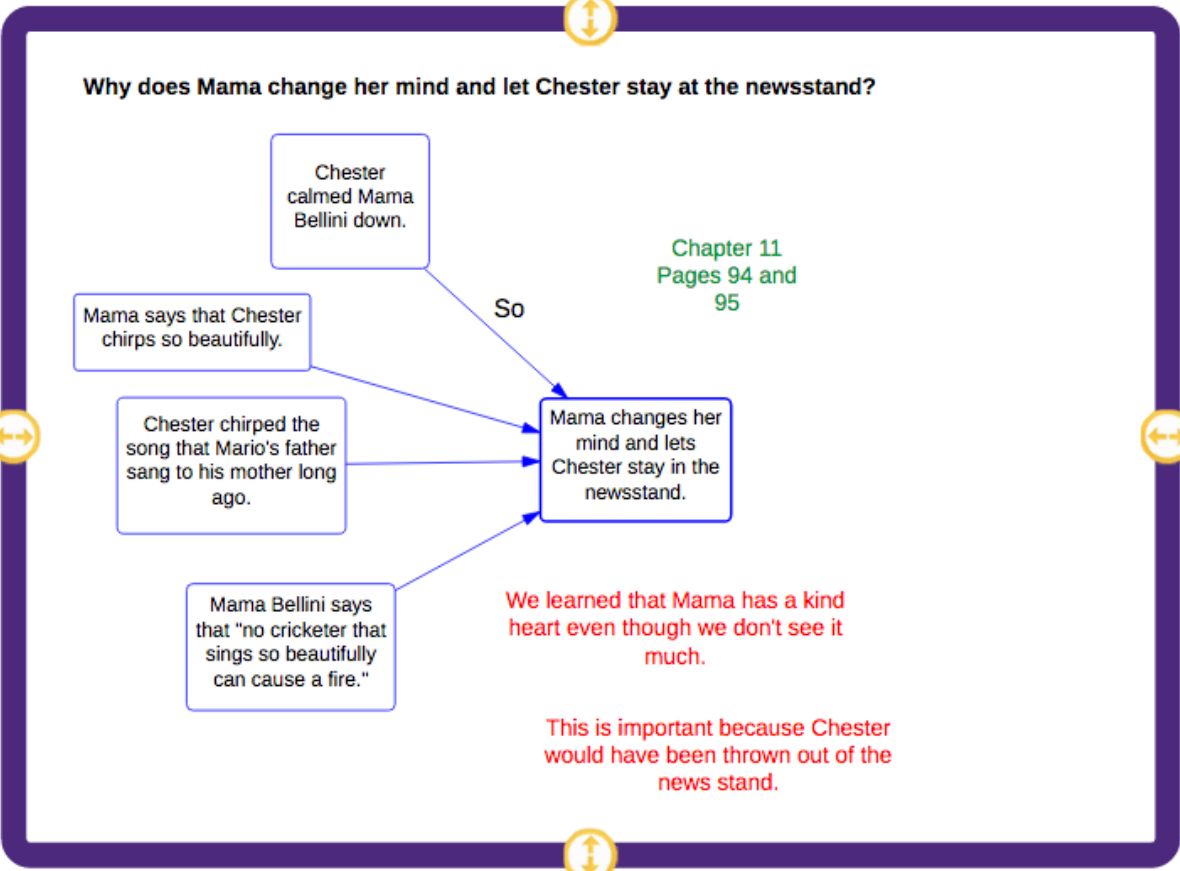 Why does Mama change her mind and let Chester stay at the newsstand?
Chester
calmed Mama
Bellini down.
Chapter 11
Pages 94 and
95
So
Mama says that Chester
chirps so beautifully.
Chester chirped the
song that Mario's father
sang to his mother long
ago.
Mama changes her
mind and lets
Chester stay in the
newsstand.
Mama Bellini says
that "no cricketer that
sings so beautifully
can cause a fire."
We learned that Mama has a kind
heart even though we don't see it
much.
This is important because Chester
would have been thrown out of the
news stand.